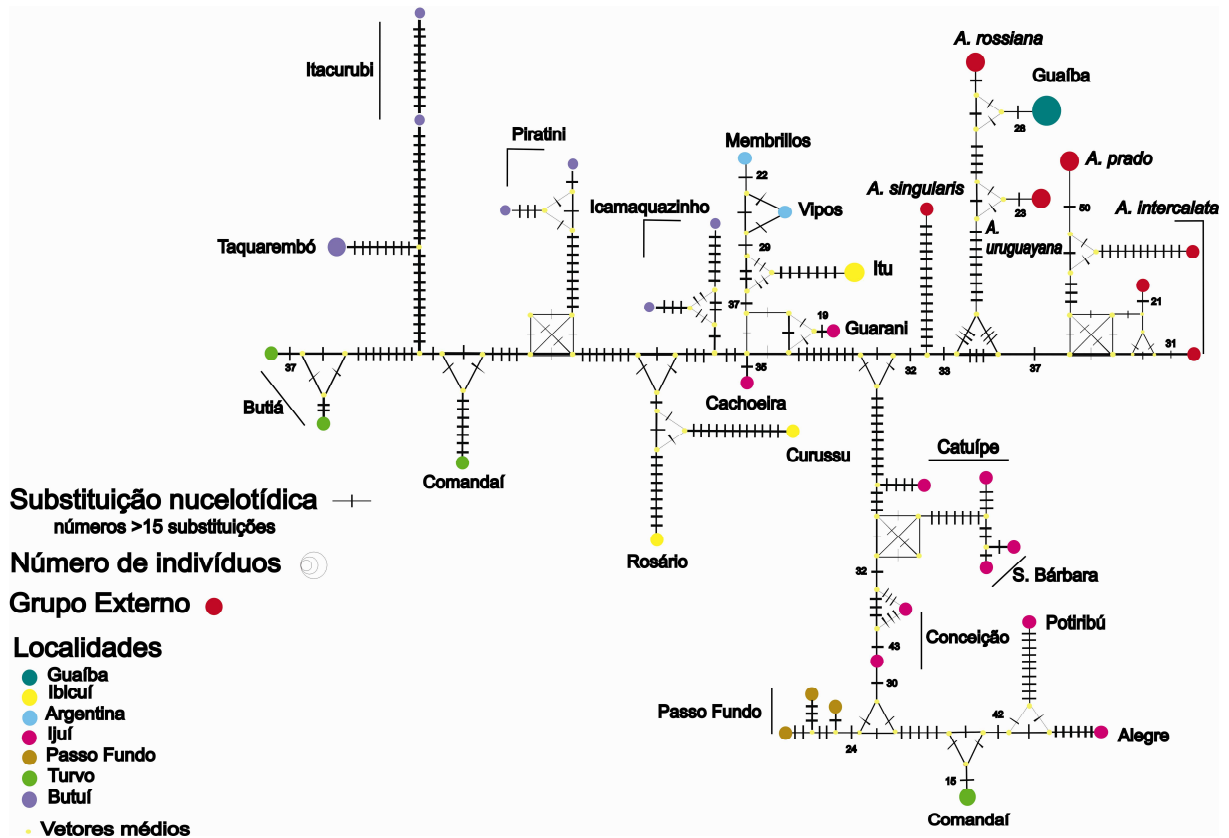 A. rossiana
Itacurubi
Guaíba
28
Piratini
Membrillos
A. prado
22
A. singularis
A. intercalata
Icamaquazinho
Vipos
23
50
A.
uruguayana
Taquarembó
29
Itu
37
21
19
Guarani
37
35
32
33
37
31
Butiá
Cachoeira
Curussu
Catuípe
Comandaí
Substituição nucelotídica
números >15 substituições
Rosário
Número de indivíduos
32
S. Bárbara
Grupo Externo
Potiribú
Conceição
43
Localidades
Guaíba
30
Ibicuí
Argentina
Ijuí
Passo Fundo
42
Alegre
24
Passo Fundo
Turvo
15
Butuí
Comandaí
Vetores médios